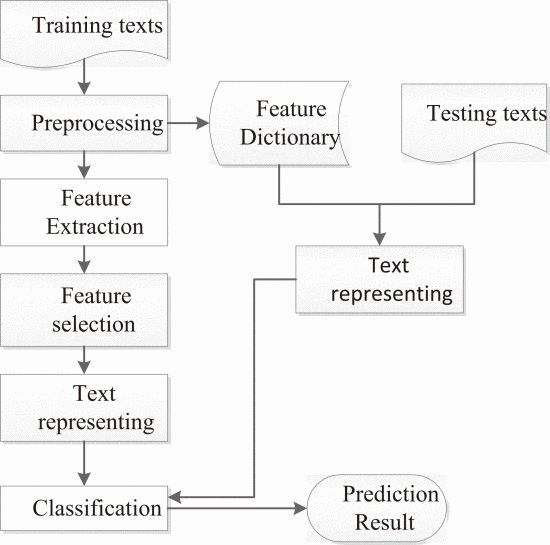 Training texts
Preprocessing
Feature
Dictionary
Testing texts
Feature
Extraction
Text
representing
Feature
selection
Text
representing
Classification
Prediction
Result